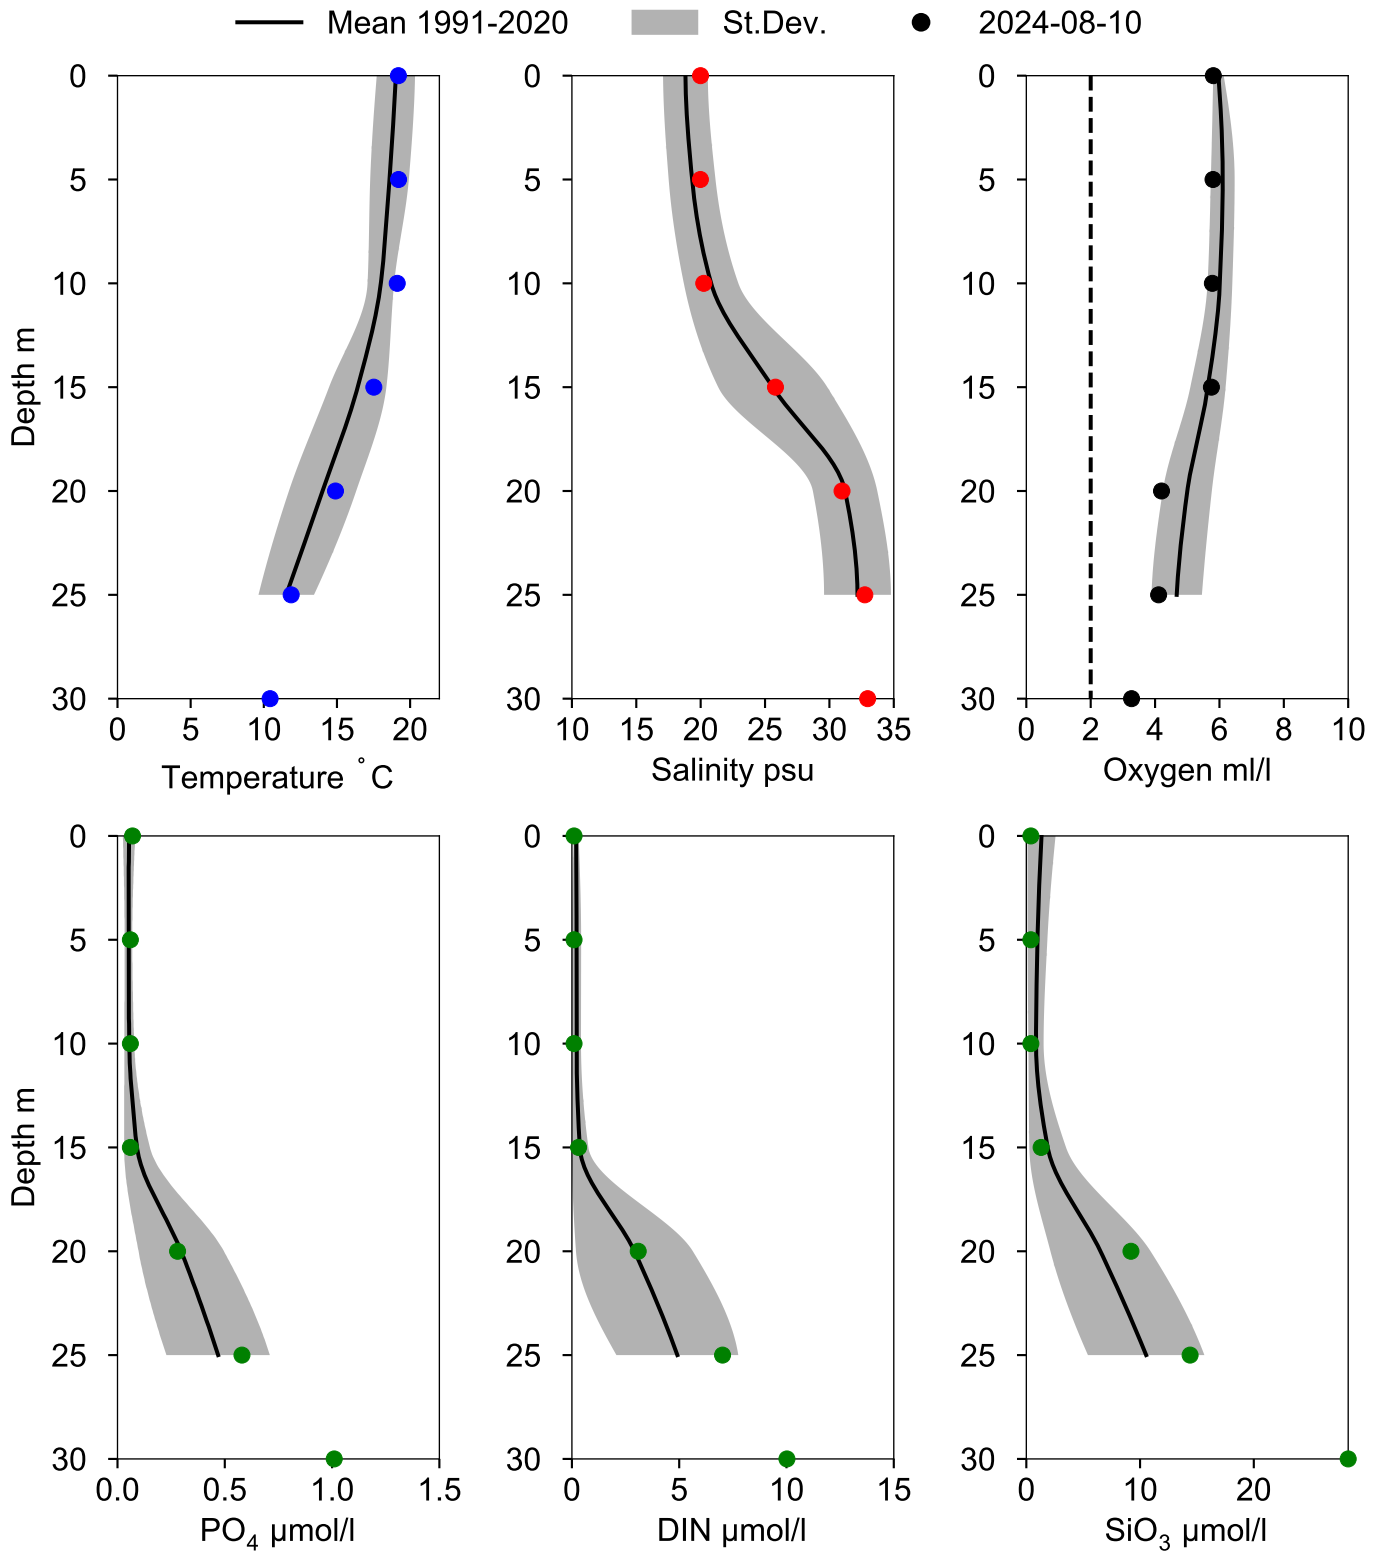 Mean 1991-2020 St.Dev. 2024-08-10
0 0 0
5 5 5
10 10 10
15 15 15
20 20 20
25 25 25
30 30 30
Depth m
0 5 10 15 20 10 15 20 25 30 35 0 2 4 6 8 10
Temperature °C Salinity psu Oxygen ml/l
0 0 0
5 5 5
10 10 10
15 15 15
20 20 20
25 25 25
30 30 30
Depth m
0.0 0.5 1.0 1.5 0 5 10 15 0 10 20
PO₄ µmol/l DIN µmol/l SiO₃ µmol/l